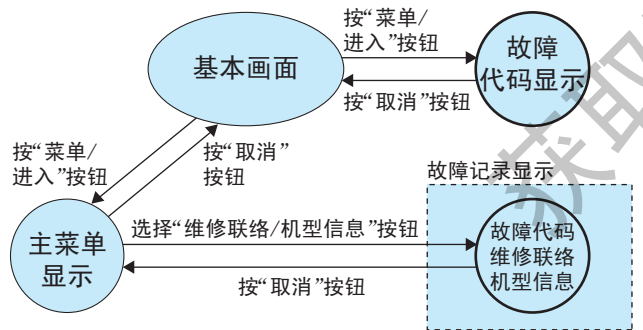 按“菜单/
进入”按钮
故障
代码显示
基本画面
按“取消”按钮
按“菜单/
进入”按钮
按“取消”
按钮
故障记录显示
主菜单
显示
选择“维修联络/机型信息”按钮
故障代码
维修联络
机型信息
按“取消”按钮
获取